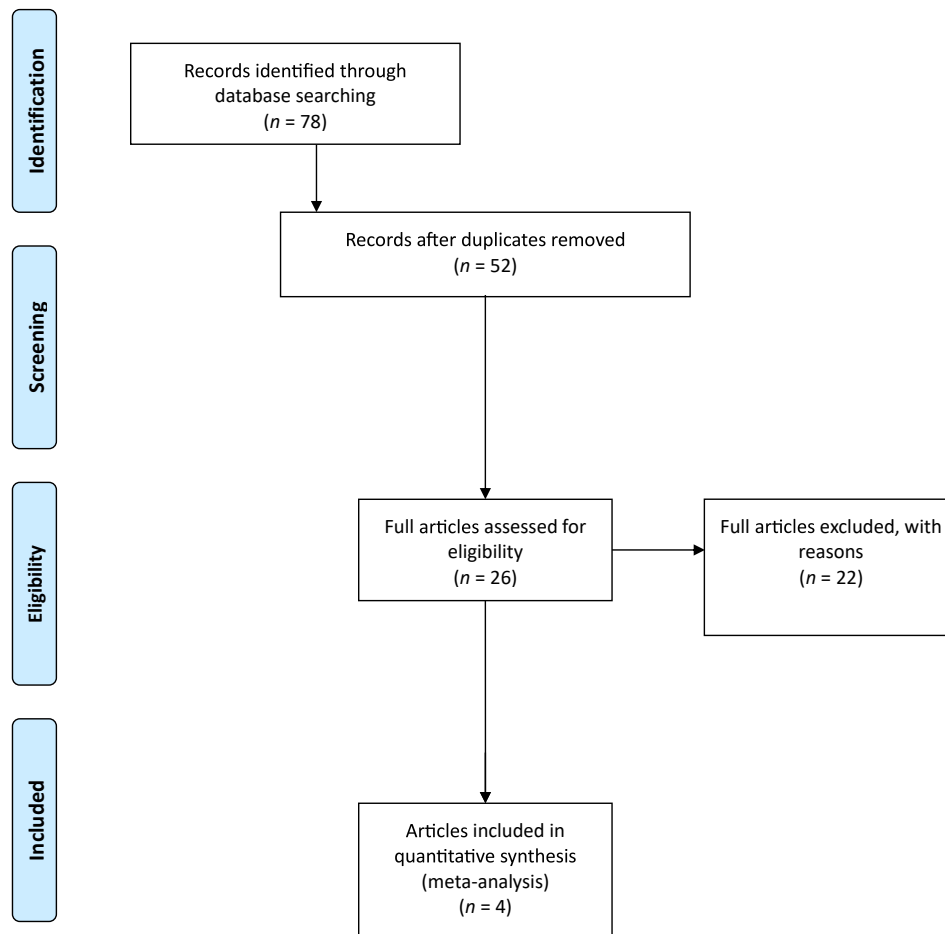 Identification
Records identified through
database searching
(n = 78)
Records after duplicates removed
(n = 52)
Screening
Full articles assessed for
eligibility
(n = 26)
Full articles excluded, with
reasons
(n = 22)
Eligibility
Articles included in
quantitative synthesis
(meta-analysis)
(n = 4)
Included